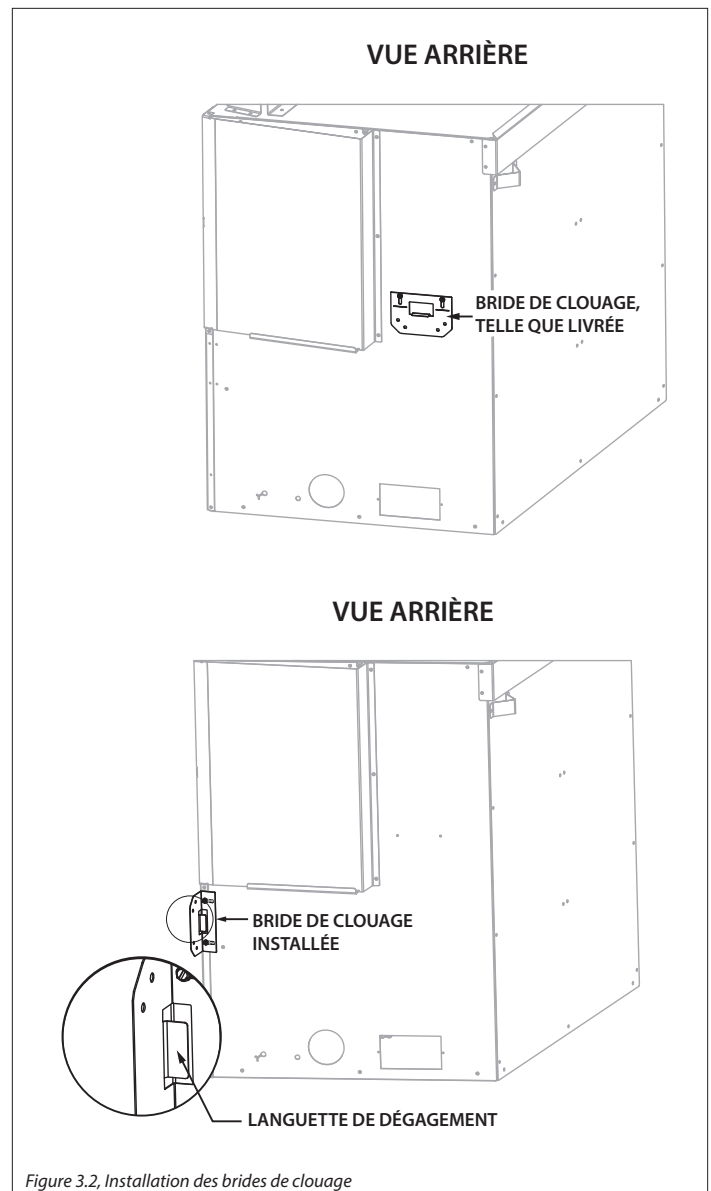 VUE ARRIÈRE
BRIDE DE CLOUAGE,
TELLE QUE LIVRÉE
VUE ARRIÈRE
BRIDE DE CLOUAGE
INSTALLÉE
LANGUETTE DE DÉGAGEMENT
Figure 3.2, Installation des brides de clouage